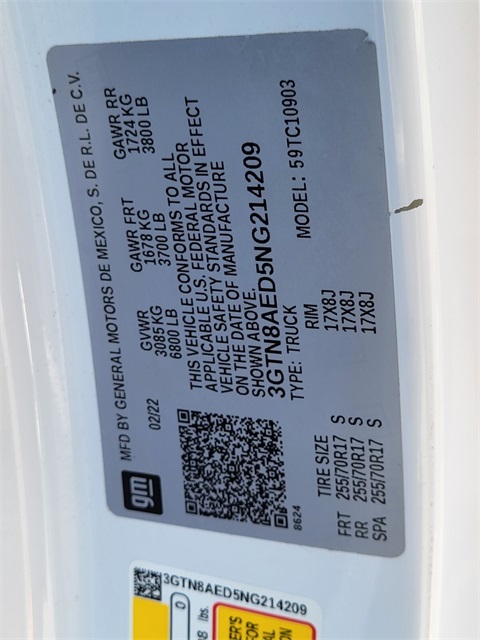 gm
MFD BY GENERAL MOTORS DE MEXICO, S. DE R.L. DE C.V.
02/22
GVWR
3085 KG
6800 LB
GAWR FRT
1678 KG
3700 LB
GAWR RR
1724 KG
3800 LB
THIS VEHICLE CONFORMS TO ALL
APPLICABLE U.S. FEDERAL MOTOR
VEHICLE SAFETY STANDARDS IN EFFECT
ON THE DATE OF MANUFACTURE
SHOWN ABOVE.
3GTN8AED5NG214209
TYPE: TRUCK MODEL: 59TC10903
8624
TIRE SIZE RIM
FRT 255/70R17 S 17X8J
RR 255/70R17 S 17X8J
SPA 255/70R17 S 17X8J
3GTN8AED5NG214209
0
lbs.